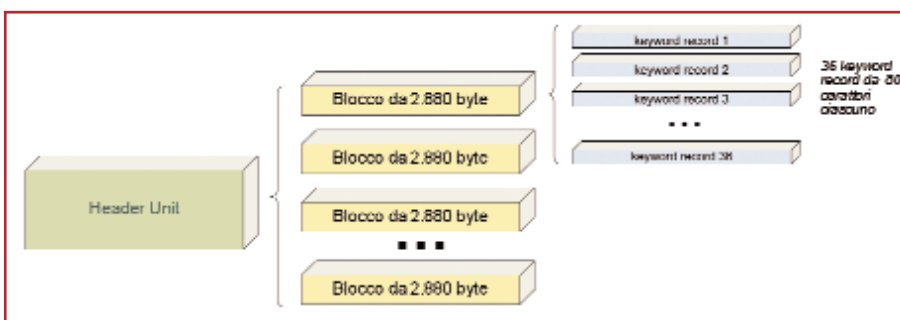 Header Unit
Blocco da 2.880 byte
Blocco da 2.880 byte
Blocco da 2.880 byte
...
Blocco da 2.880 byte
keyword record 1
keyword record 2
keyword record 3
...
keyword record 36
36 keyword
record da 80
caratteri
ciascuno